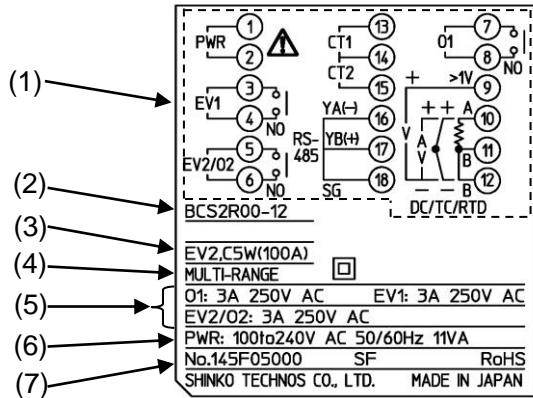 (1)
PWR 1 2
EV1 3 4 NO
EV2/O2 5 6 NO
CT1 13 14
CT2 15
RS-485
YA(-) 16
YB(+) 17
SG 18
O1 7 8 NO
+ >1V 9
V A V + + A 10
B 11
- - - B 12
DC/TC/RTD
(2) BCS2R00-12
(3) EV2,C5W(100A)
(4) MULTI-RANGE
(5) O1: 3A 250V AC EV1: 3A 250V AC
EV2/O2: 3A 250V AC
(6) PWR: 100to240V AC 50/60Hz 11VA
(7) No.145F05000 SF RoHS
SHINKO TECHNOS CO., LTD. MADE IN JAPAN